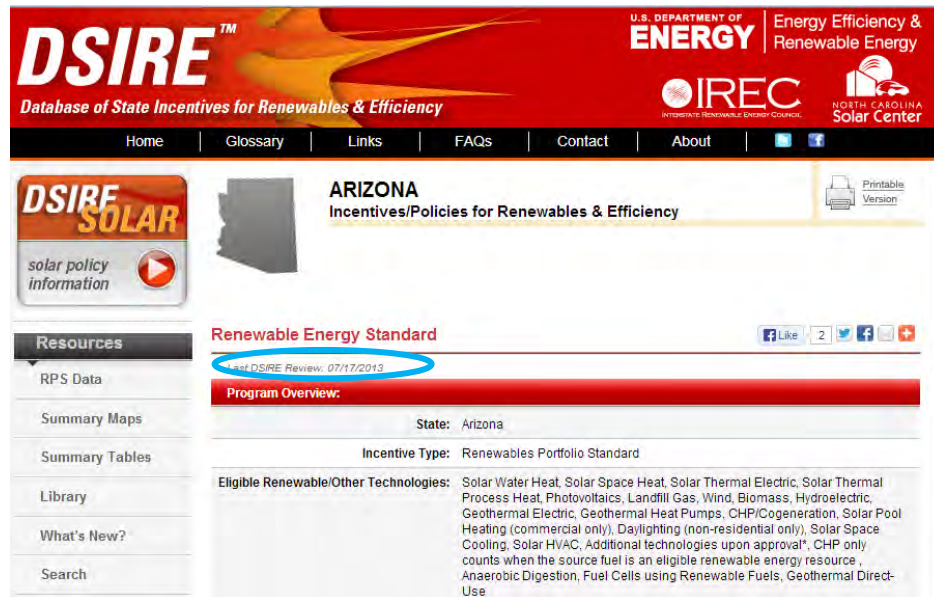 DSIRE™
Database of State Incentives for Renewables & Efficiency
U.S. DEPARTMENT OF
ENERGY
Energy Efficiency &
Renewable Energy
IREC
INTERSTATE RENEWABLE ENERGY COUNCIL
NORTH CAROLINA
Solar Center
Home | Glossary | Links | FAQs | Contact | About
DSIRE
SOLAR
solar policy
information
ARIZONA
Incentives/Policies for Renewables & Efficiency
Printable
Version
Resources
RPS Data
Summary Maps
Summary Tables
Library
What's New?
Search
Renewable Energy Standard
Like 2
Last DSIRE Review: 07/17/2013
Program Overview:
State: Arizona
Incentive Type: Renewables Portfolio Standard
Eligible Renewable/Other Technologies: Solar Water Heat, Solar Space Heat, Solar Thermal Electric, Solar Thermal
Process Heat, Photovoltaics, Landfill Gas, Wind, Biomass, Hydroelectric,
Geothermal Electric, Geothermal Heat Pumps, CHP/Cogeneration, Solar Pool
Heating (commercial only), Daylighting (non-residential only), Solar Space
Cooling, Solar HVAC, Additional technologies upon approval*, CHP only
counts when the source fuel is an eligible renewable energy resource ,
Anaerobic Digestion, Fuel Cells using Renewable Fuels, Geothermal Direct-
Use